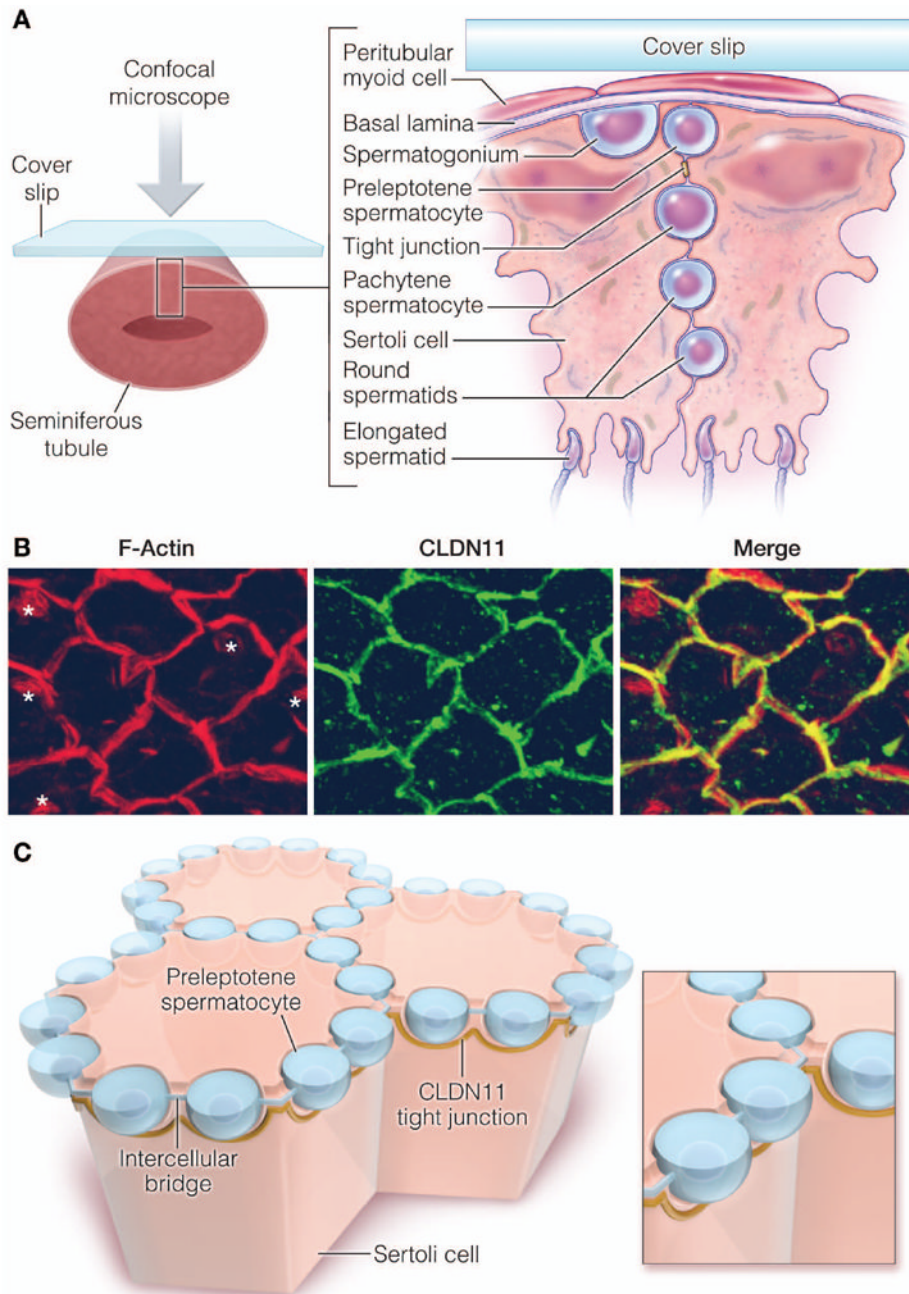 A
Confocal
microscope
Cover
slip
Seminiferous
tubule
Peritubular
myoid cell
Basal lamina
Spermatogonium
Preleptotene
spermatocyte
Tight junction
Pachytene
spermatocyte
Sertoli cell
Round
spermatids
Elongated
spermatid
Cover slip
B
F-Actin
CLDN11
Merge
*
*
*
*
*
C
Preleptotene
spermatocyte
CLDN11
tight junction
Intercellular
bridge
Sertoli cell